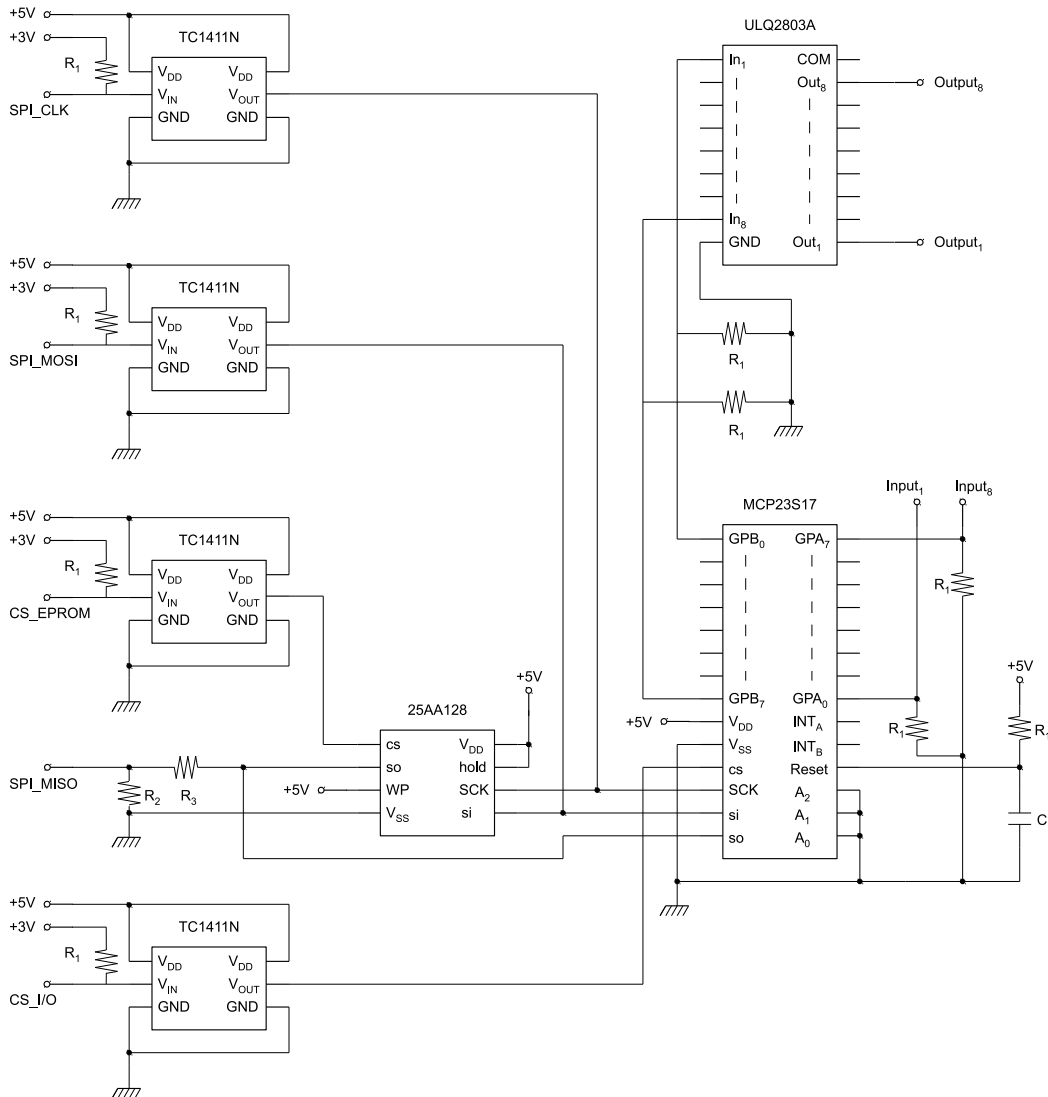 +5V
+3V
TC1411N
R1
VDD VDD
VIN VOUT
GND GND
SPI_CLK
+5V
+3V
TC1411N
R1
VDD VDD
VIN VOUT
GND GND
SPI_MOSI
+5V
+3V
TC1411N
R1
VDD VDD
VIN VOUT
GND GND
CS_EPROM
+5V
25AA128
cs VDD
so hold
WP SCK
VSS si
SPI_MISO
R2
R3
+5V
+5V
+3V
TC1411N
R1
VDD VDD
VIN VOUT
GND GND
CS_I/O
ULQ2803A
In1 COM
Out8 Output8
In8
GND Out1 Output1
R1
R1
Input1 Input8
MCP23S17
GPB0 GPA7
R1
GPB7 GPA0
+5V
VDD INTA
VSS INTB
cs Reset
SCK A2
si A1
so A0
R1
+5V
R1
C